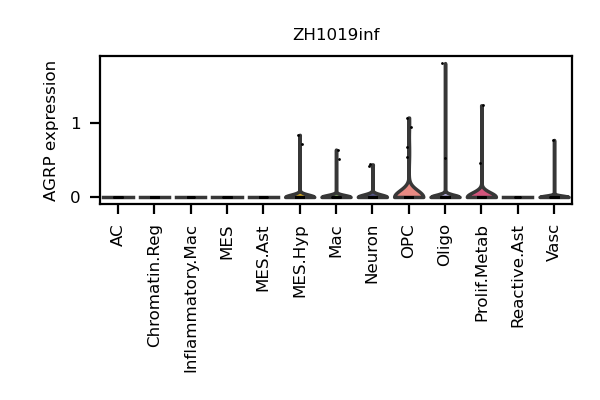 ZH1019inf
AGRP expression
1
0
AC
Chromatin.Reg
Inflammatory.Mac
MES
MES.Ast
MES.Hyp
Mac
Neuron
OPC
Oligo
Prolif.Metab
Reactive.Ast
Vasc